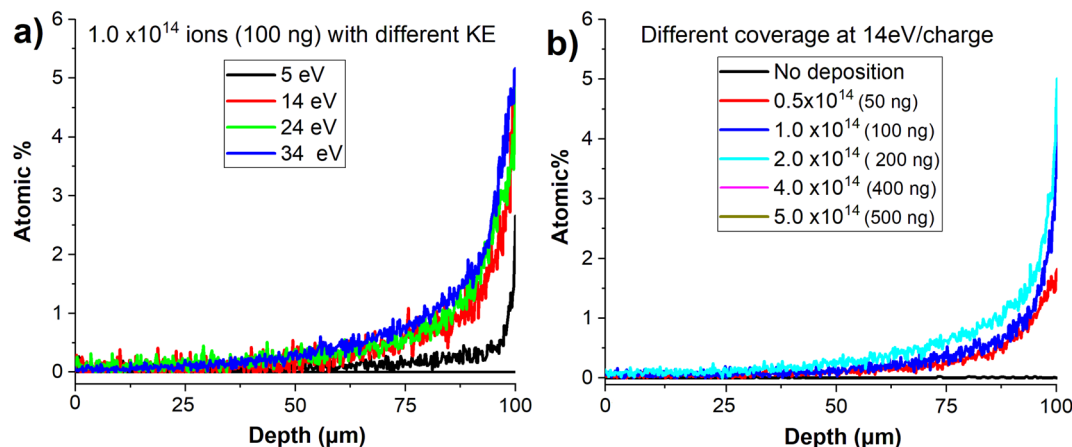 a)
1.0 x10¹⁴ ions (100 ng) with different KE
5 eV
14 eV
24 eV
34 eV
6
5
4
3
2
1
0
Atomic %
0 25 50 75 100
Depth (µm)
b)
Different coverage at 14eV/charge
No deposition
0.5x10¹⁴ (50 ng)
1.0 x10¹⁴ (100 ng)
2.0 x10¹⁴ ( 200 ng)
4.0 x10¹⁴ (400 ng)
5.0 x10¹⁴ (500 ng)
6
5
4
3
2
1
0
Atomic%
0 25 50 75 100
Depth (µm)